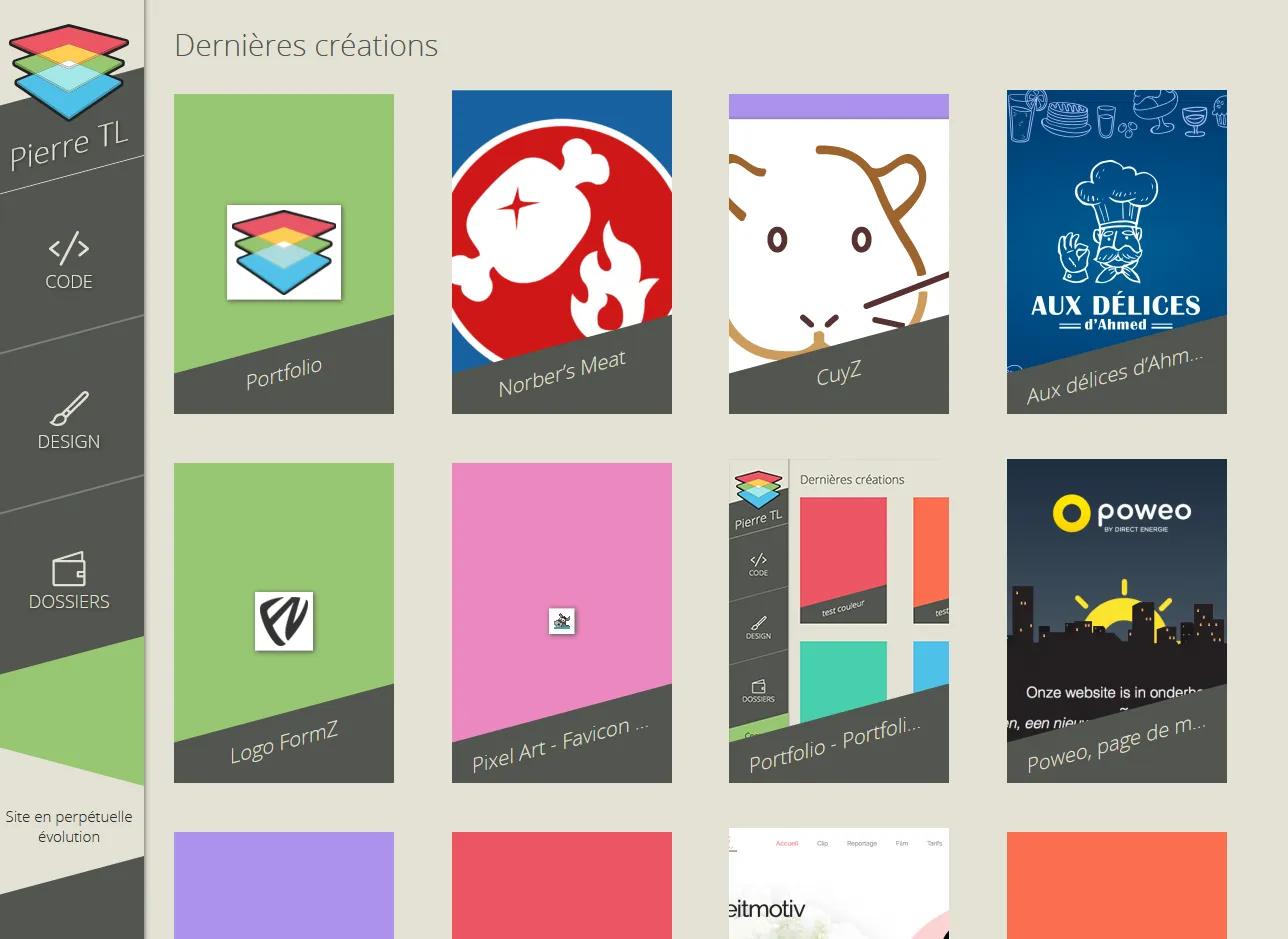 Pierre TL
CODE
DESIGN
DOSSIERS
Site en perpétuelle
évolution
Dernières créations
Portfolio
Norber's Meat
CuyZ
AUX DÉLICES
d'Ahmed
Aux délices d'Ahm...
Logo FormZ
Pixel Art - Favicon ...
Pierre TL
CODE
DESIGN
DOSSIERS
Dernières créations
test couleur
test
Portfolio - Portfoli...
poweo
BY DIRECT ENERGIE
Onze website is in onderh
en, een nieuw
Poweo, page de m...
Accueil Clip Reportage Film Tarifs
eitmotiv